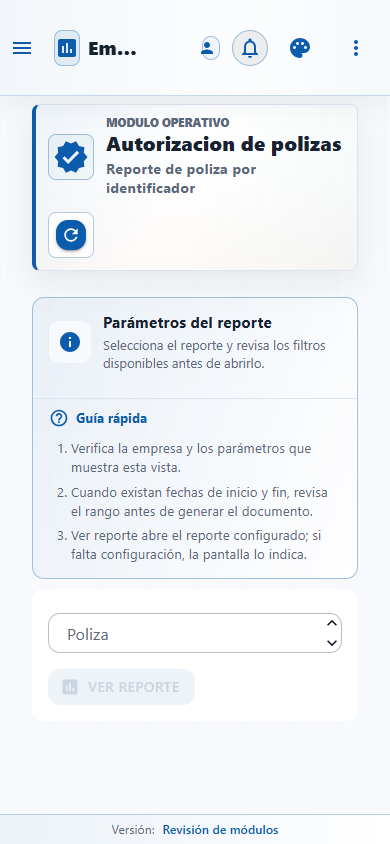 Em...
MODULO OPERATIVO
Autorizacion de polizas
Reporte de poliza por
identificador
Parámetros del reporte
Selecciona el reporte y revisa los filtros
disponibles antes de abrirlo.
Guía rápida
1. Verifica la empresa y los parámetros que
muestra esta vista.
2. Cuando existan fechas de inicio y fin, revisa
el rango antes de generar el documento.
3. Ver reporte abre el reporte configurado; si
falta configuración, la pantalla lo indica.
Poliza
VER REPORTE
Versión: Revisión de módulos